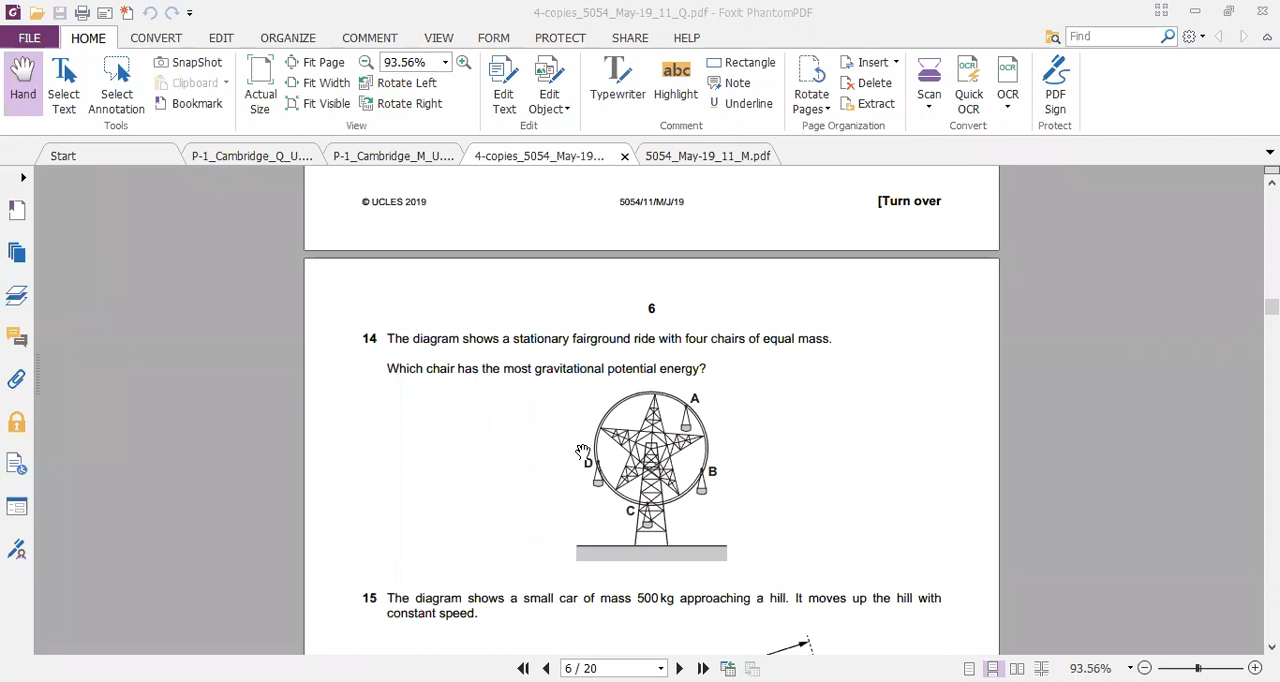 4-copies_5054_May-19_11_Q.pdf - Foxit PhantomPDF
FILE HOME CONVERT EDIT ORGANIZE COMMENT VIEW FORM PROTECT SHARE HELP Find
Hand
Select Text
Select Annotation
SnapShot
Clipboard
Bookmark
Tools
Actual Size
Fit Page
Fit Width
Fit Visible
93.56%
Rotate Left
Rotate Right
View
Edit Text
Edit Object
Edit
Typewriter
abc
Highlight
Rectangle
Note
Underline
Comment
Rotate Pages
Insert
Delete
Extract
Page Organization
Scan
OCR
Quick OCR
OCR
OCR
Convert
PDF Sign
Protect
Start P-1_Cambridge_Q_U.... P-1_Cambridge_M_U.... 4-copies_5054_May-19... 5054_May-19_11_M.pdf
© UCLES 2019 5054/11/M/J/19 [Turn over
6
14 The diagram shows a stationary fairground ride with four chairs of equal mass.
Which chair has the most gravitational potential energy?
A
D
B
C
15 The diagram shows a small car of mass 500 kg approaching a hill. It moves up the hill with
constant speed.
6 / 20 93.56%